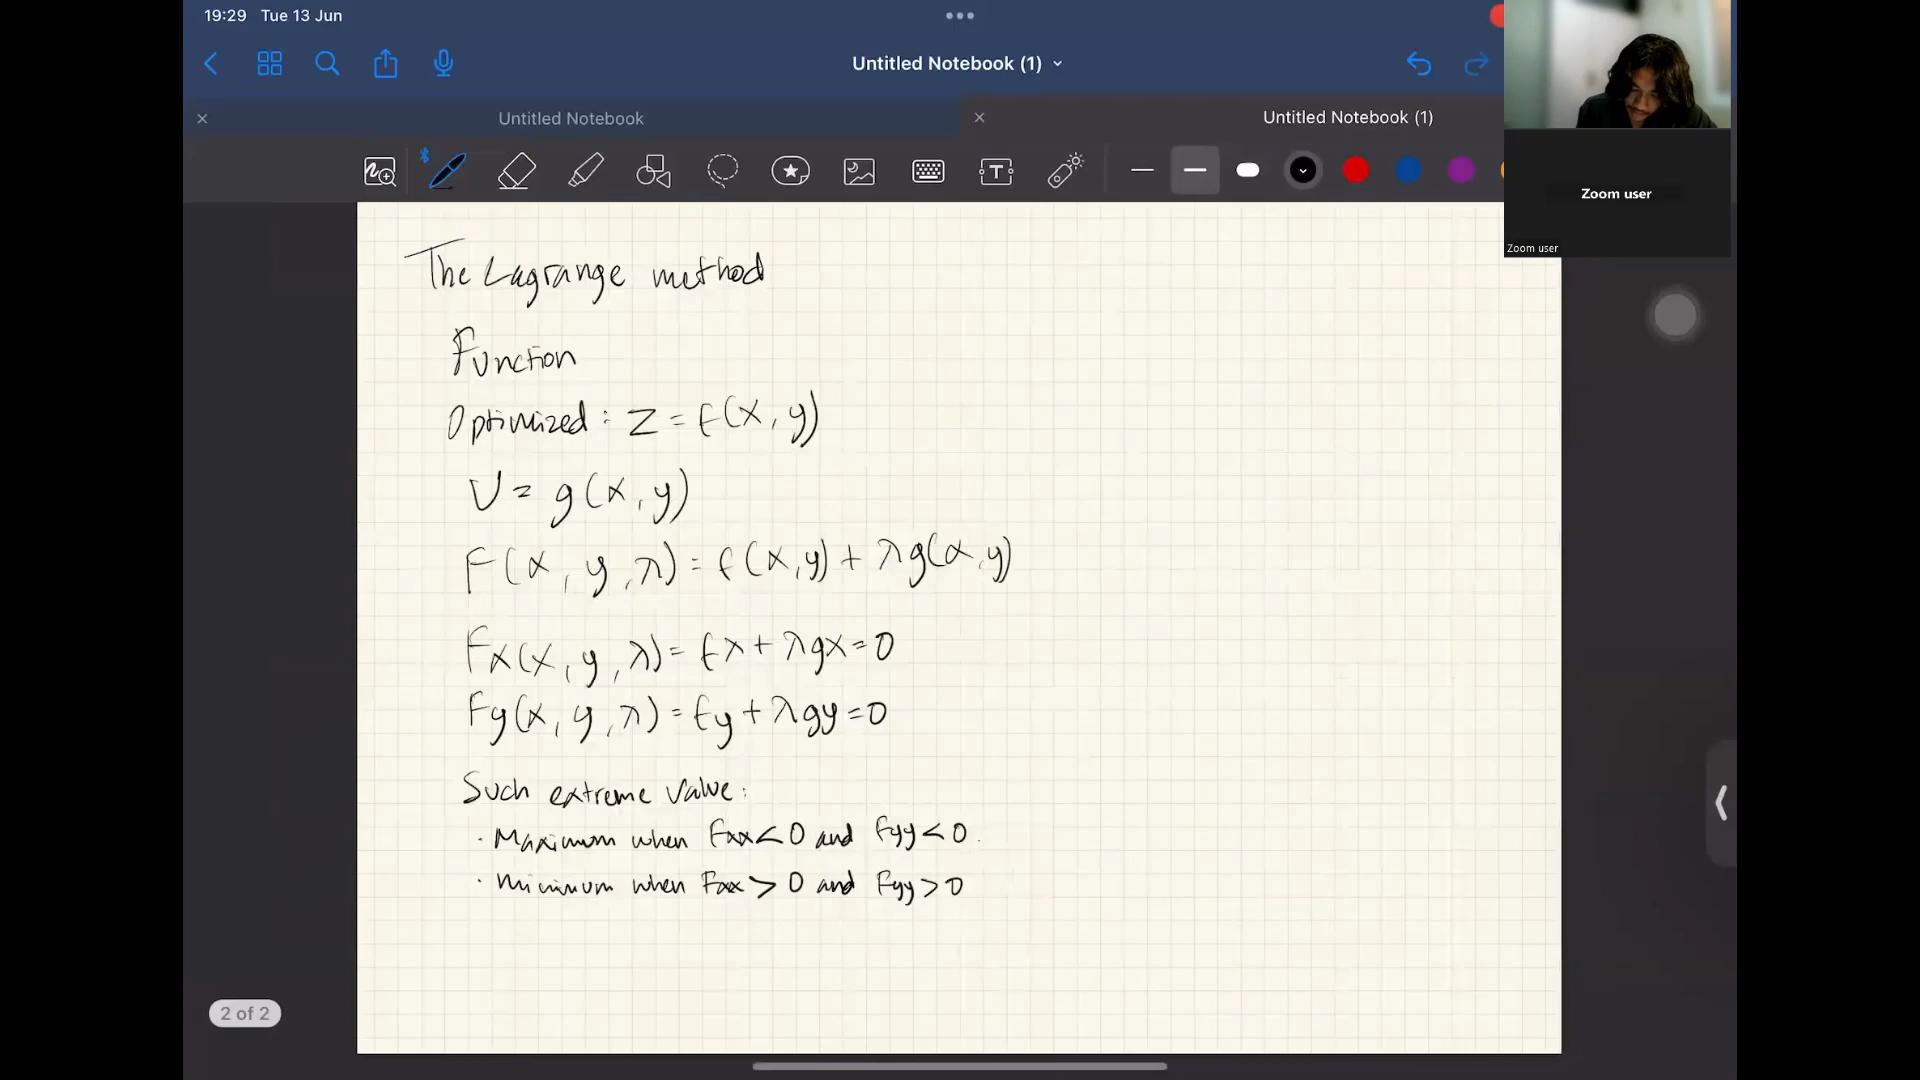 19:29 Tue 13 Jun
Untitled Notebook (1)
Untitled Notebook
Untitled Notebook (1)
T
Zoom user
Zoom user
The Lagrange method
Function
Optimized: Z = f(x, y)
U = g(x, y)
F(x, y, λ) = f(x,y) + λg(x,y)
Fx(x, y, λ) = fx + λgx = 0
Fy(x, y, λ) = fy + λgy = 0
Such extreme value:
· Maximum when Fxx < 0 and Fyy < 0.
· Minimum when Fxx > 0 and Fyy > 0
2 of 2